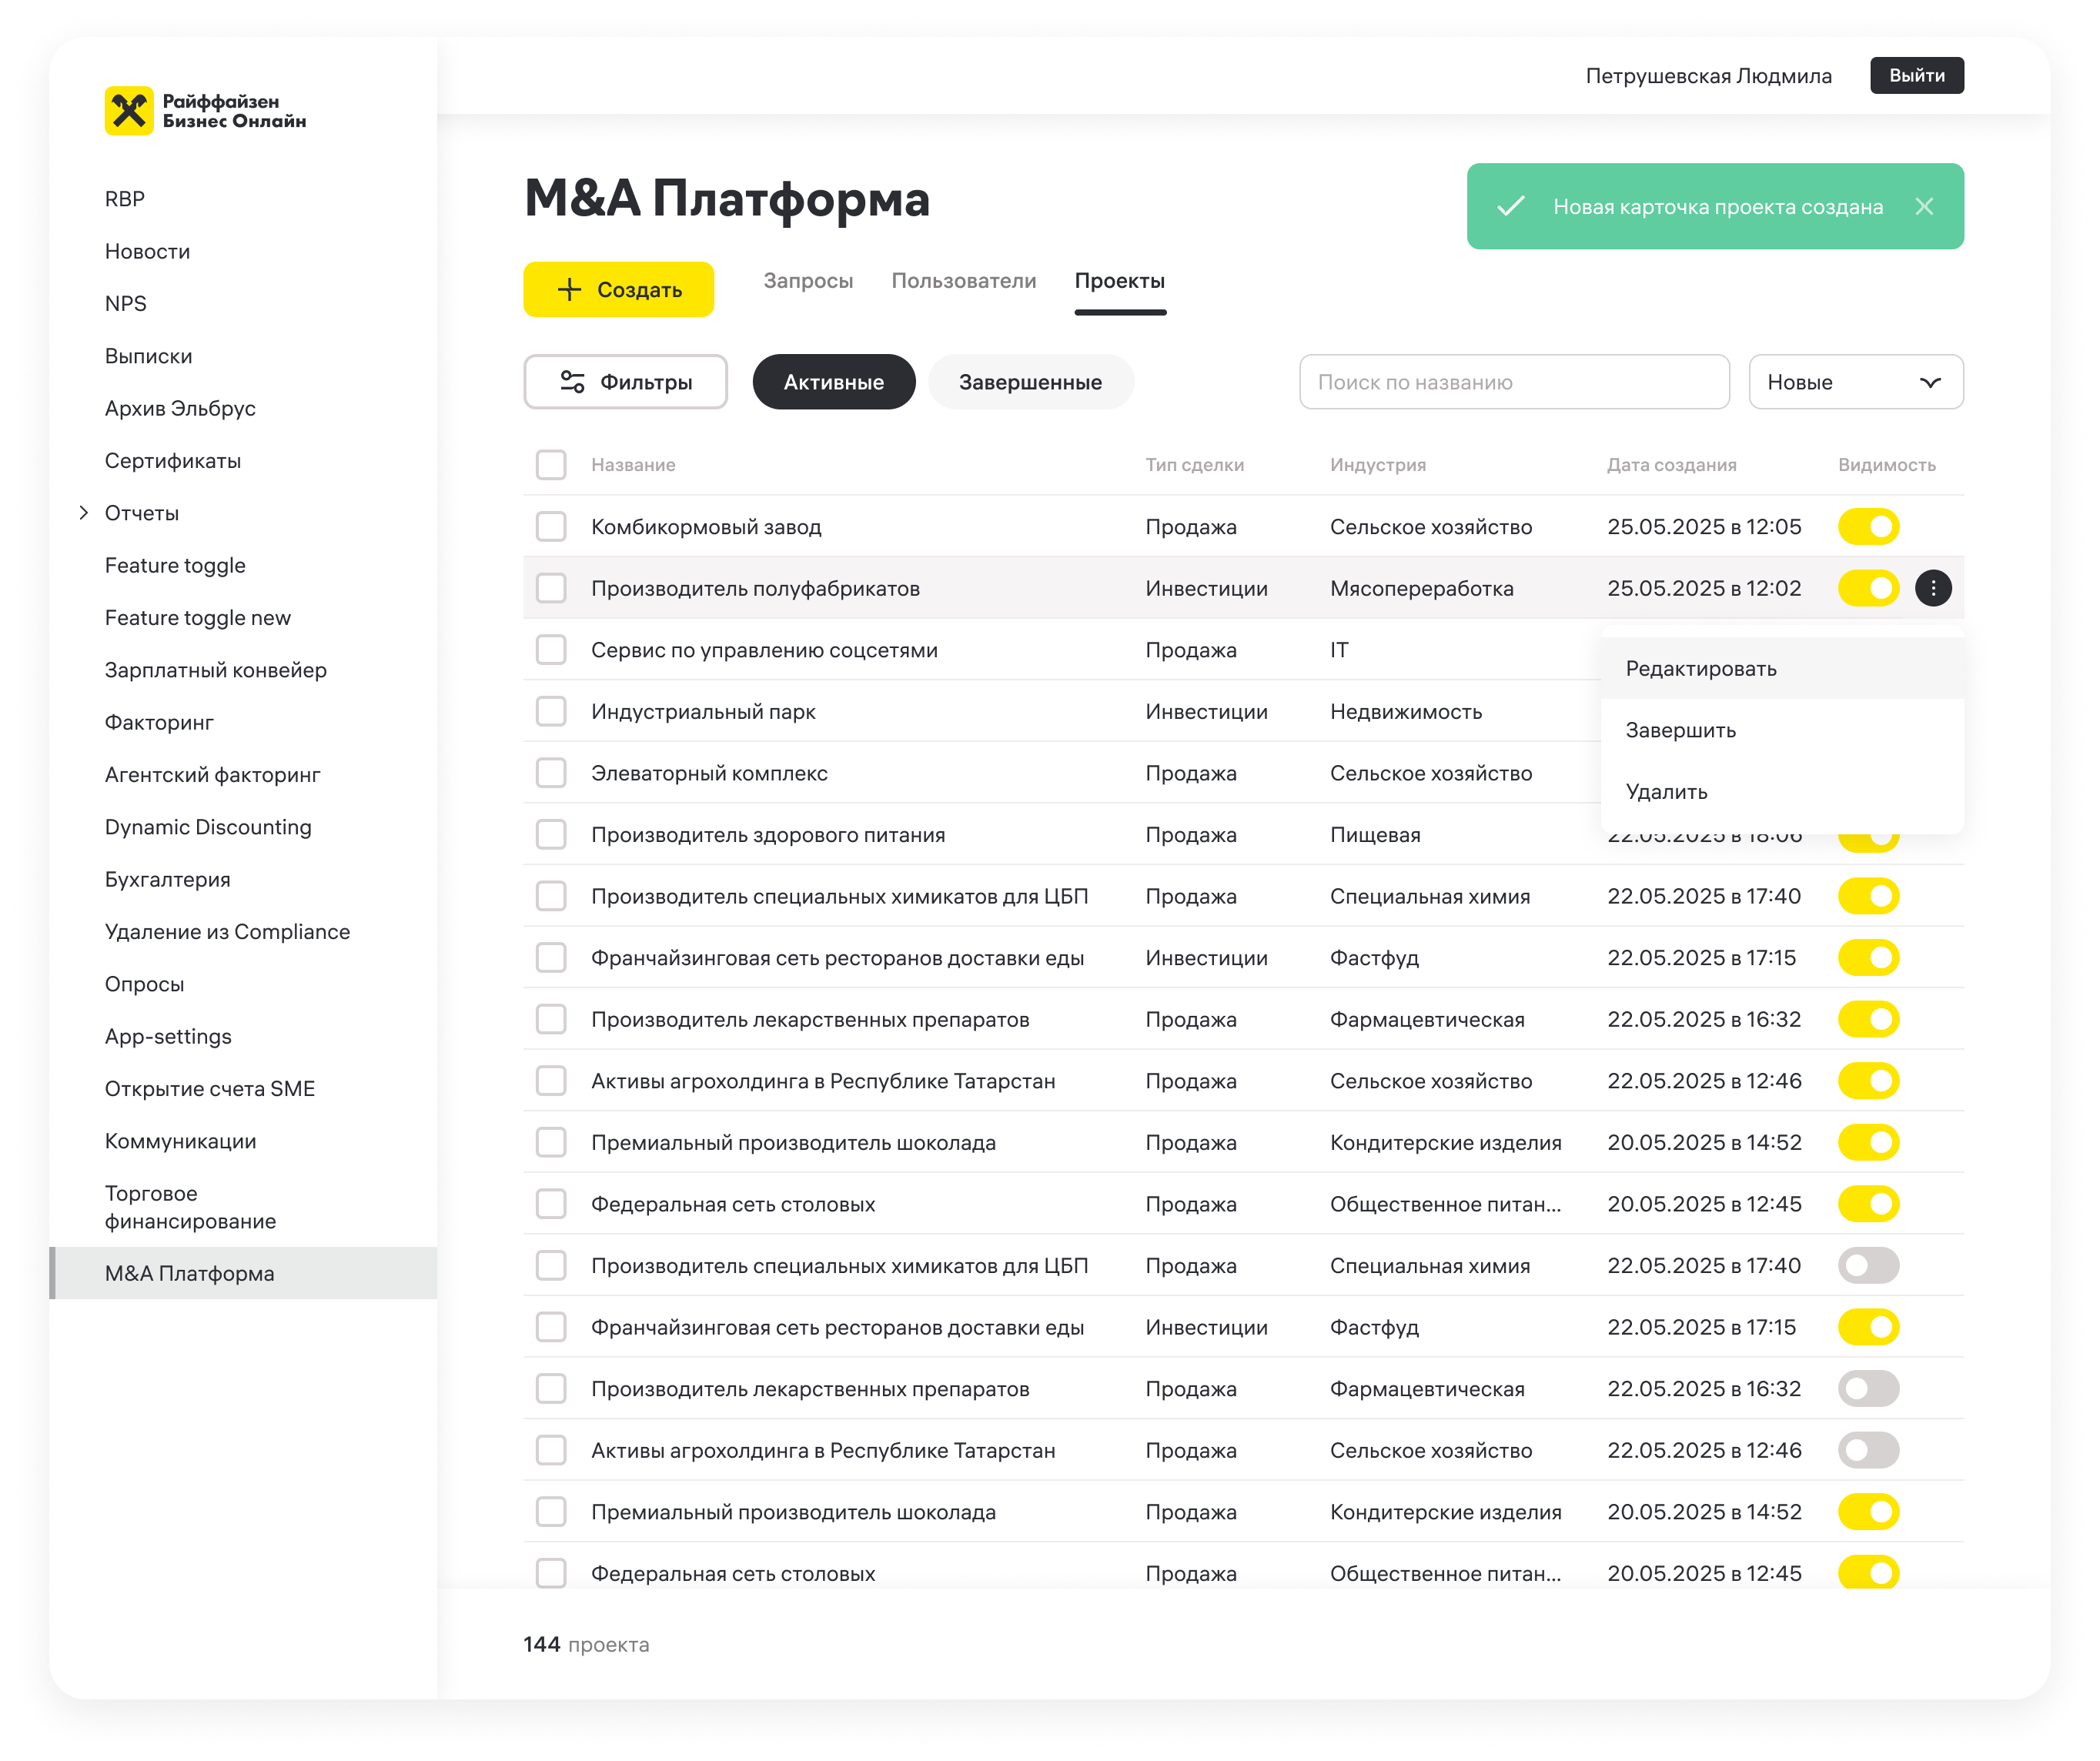 Райффайзен
Бизнес Онлайн
RBP
Новости
NPS
Выписки
Архив Эльбрус
Сертификаты
Отчеты
Feature toggle
Feature toggle new
Зарплатный конвейер
Факторинг
Агентский факторинг
Dynamic Discounting
Бухгалтерия
Удаление из Compliance
Опросы
App-settings
Открытие счета SME
Коммуникации
Торговое
финансирование
M&A Платформа
Петрушевская Людмила Выйти
M&A Платформа
Новая карточка проекта создана
Создать Запросы Пользователи Проекты
Фильтры Активные Завершенные Поиск по названию Новые
Название Тип сделки Индустрия Дата создания Видимость
Комбикормовый завод Продажа Сельское хозяйство 25.05.2025 в 12:05
Производитель полуфабрикатов Инвестиции Мясопереработка 25.05.2025 в 12:02
Сервис по управлению соцсетями Продажа IT
Редактировать
Индустриальный парк Инвестиции Недвижимость
Завершить
Элеваторный комплекс Продажа Сельское хозяйство
Удалить
Производитель здорового питания Продажа Пищевая 22.05.2025 в 18:06
Производитель специальных химикатов для ЦБП Продажа Специальная химия 22.05.2025 в 17:40
Франчайзинговая сеть ресторанов доставки еды Инвестиции Фастфуд 22.05.2025 в 17:15
Производитель лекарственных препаратов Продажа Фармацевтическая 22.05.2025 в 16:32
Активы агрохолдинга в Республике Татарстан Продажа Сельское хозяйство 22.05.2025 в 12:46
Премиальный производитель шоколада Продажа Кондитерские изделия 20.05.2025 в 14:52
Федеральная сеть столовых Продажа Общественное питан... 20.05.2025 в 12:45
Производитель специальных химикатов для ЦБП Продажа Специальная химия 22.05.2025 в 17:40
Франчайзинговая сеть ресторанов доставки еды Инвестиции Фастфуд 22.05.2025 в 17:15
Производитель лекарственных препаратов Продажа Фармацевтическая 22.05.2025 в 16:32
Активы агрохолдинга в Республике Татарстан Продажа Сельское хозяйство 22.05.2025 в 12:46
Премиальный производитель шоколада Продажа Кондитерские изделия 20.05.2025 в 14:52
Федеральная сеть столовых Продажа Общественное питан... 20.05.2025 в 12:45
144 проекта